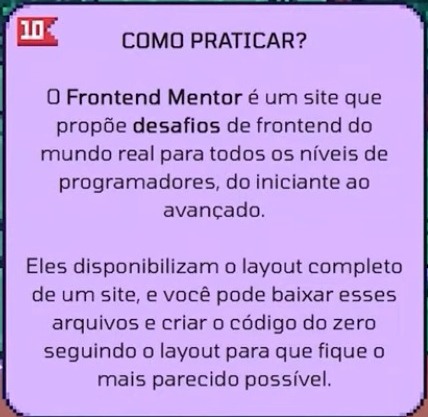 10
COMO PRATICAR?
O Frontend Mentor é um site que
propõe desafios de frontend do
mundo real para todos os níveis de
programadores, do iniciante ao
avançado.
Eles disponibilizam o layout completo
de um site, e você pode baixar esses
arquivos e criar o código do zero
seguindo o layout para que fique o
mais parecido possível.